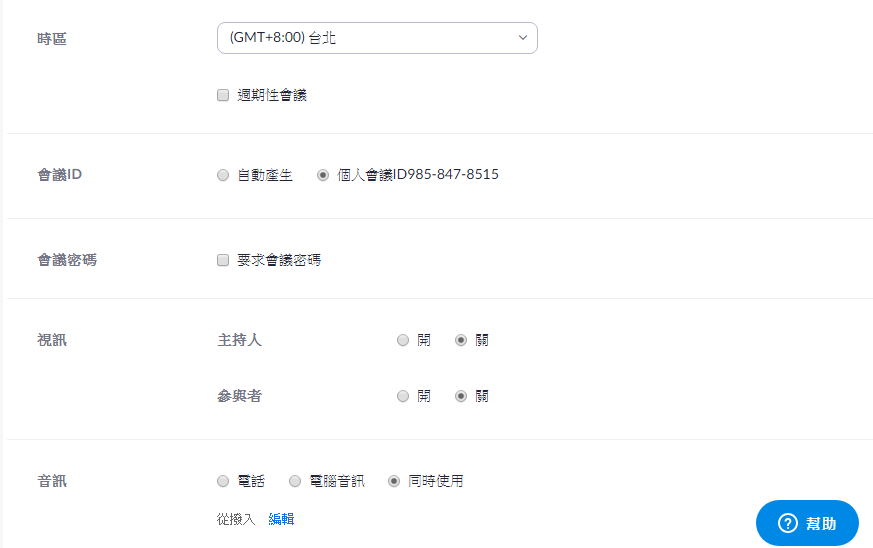 時區 (GMT+8:00) 台北
週期性會議
會議ID 自動產生 個人會議ID985-847-8515
會議密碼 要求會議密碼
視訊 主持人 開 關
參與者 開 關
音訊 電話 電腦音訊 同時使用
從撥入 編輯
幫助